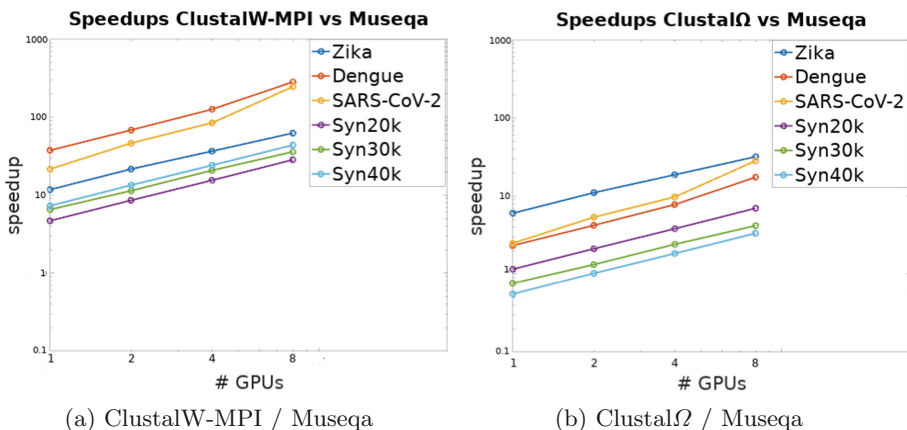 Speedups ClustalW-MPI vs Museqa
1000
100
10
1
0.1
speedup
1 2 4 8
# GPUs
Zika
Dengue
SARS-CoV-2
Syn20k
Syn30k
Syn40k
(a) ClustalW-MPI / Museqa
Speedups ClustalΩ vs Museqa
1000
100
10
1
0.1
speedup
1 2 4 8
# GPUs
Zika
Dengue
SARS-CoV-2
Syn20k
Syn30k
Syn40k
(b) ClustalΩ / Museqa